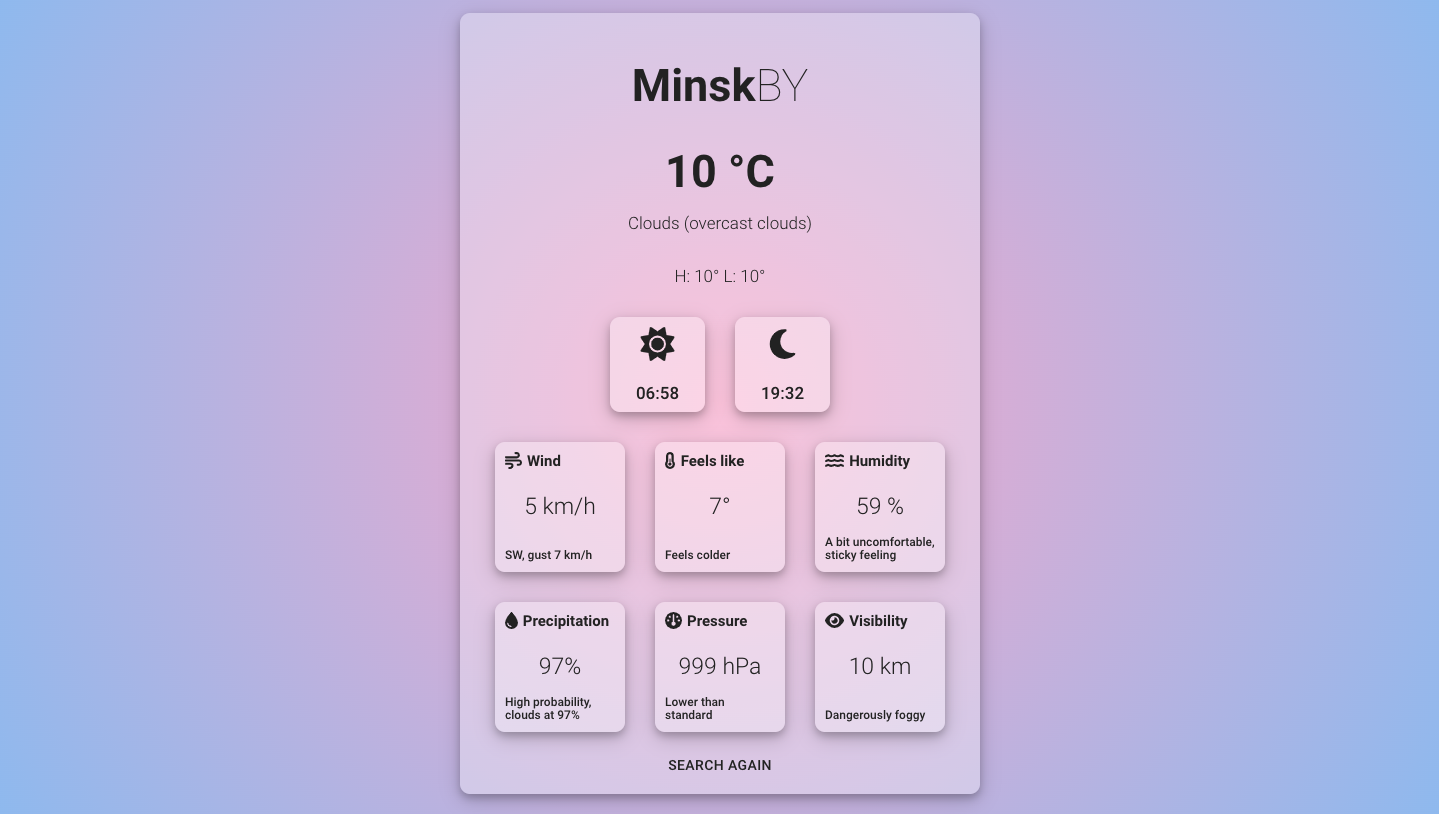 MinskBY
10 °C
Clouds (overcast clouds)
H: 10° L: 10°
06:58
19:32
Wind
5 km/h
SW, gust 7 km/h
Feels like
7°
Feels colder
Humidity
59 %
A bit uncomfortable,
sticky feeling
Precipitation
97%
High probability,
clouds at 97%
Pressure
999 hPa
Lower than
standard
Visibility
10 km
Dangerously foggy
SEARCH AGAIN